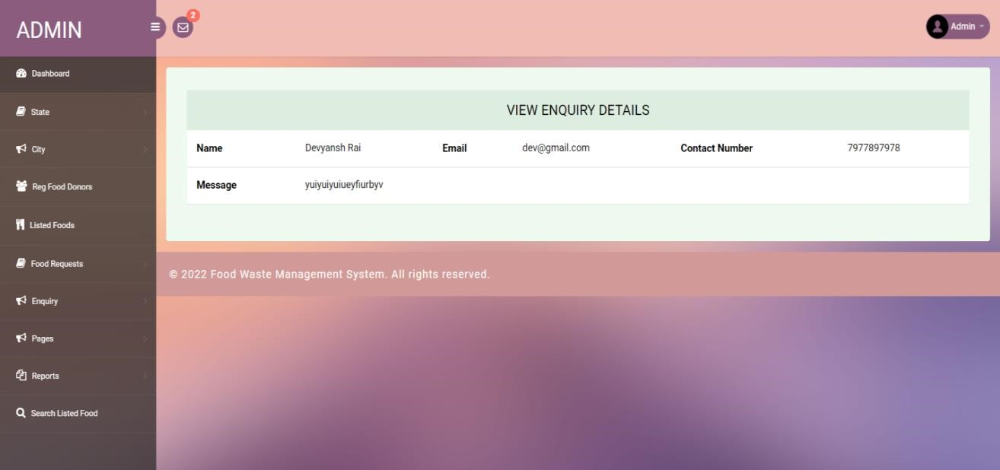 ADMIN
2
Admin
Dashboard
State
City
Reg Food Donors
Listed Foods
Food Requests
Enquiry
Pages
Reports
Search Listed Food
VIEW ENQUIRY DETAILS
Name Devyansh Rai Email dev@gmail.com Contact Number 7977897978
Message yuiyuiyuiueyfiurbyv
© 2022 Food Waste Management System. All rights reserved.